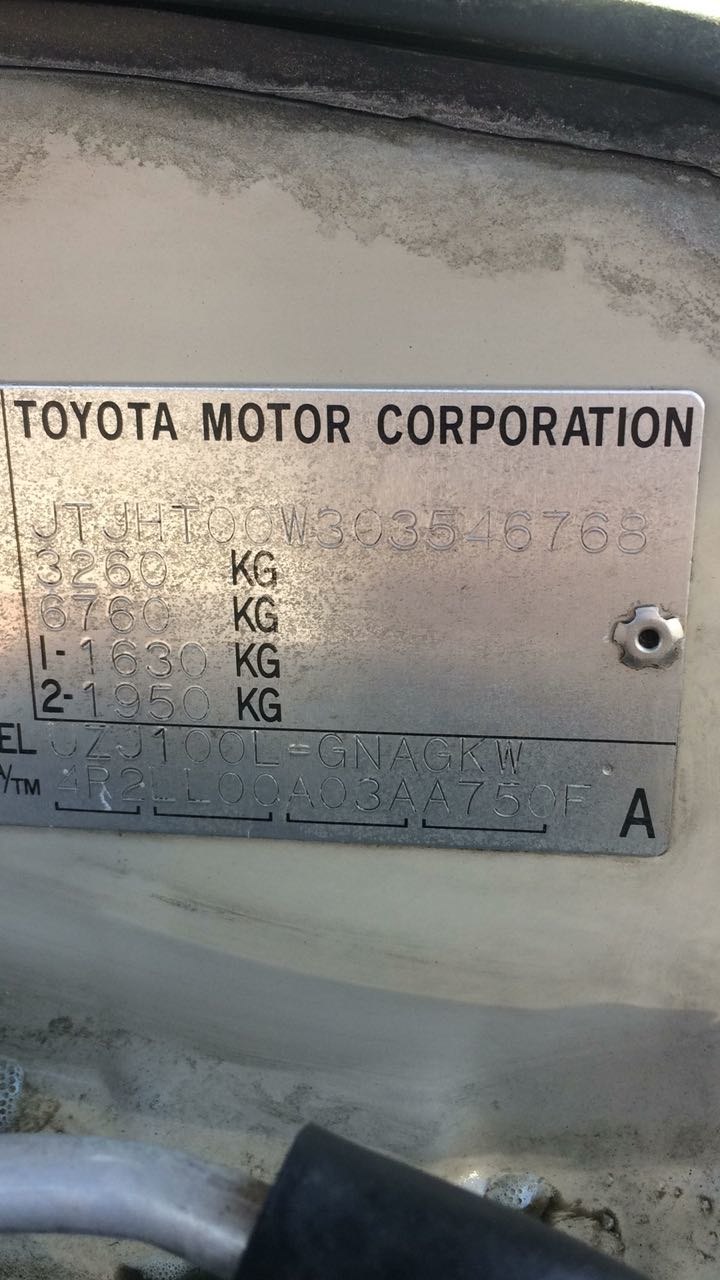 TOYOTA MOTOR CORPORATION
JTJHT00W303546768
3260 KG
6760 KG
1-1630 KG
2-1950 KG
EL UZJ100L-GNAGKW
A/TM 4R2 LL00 A03A A750F A